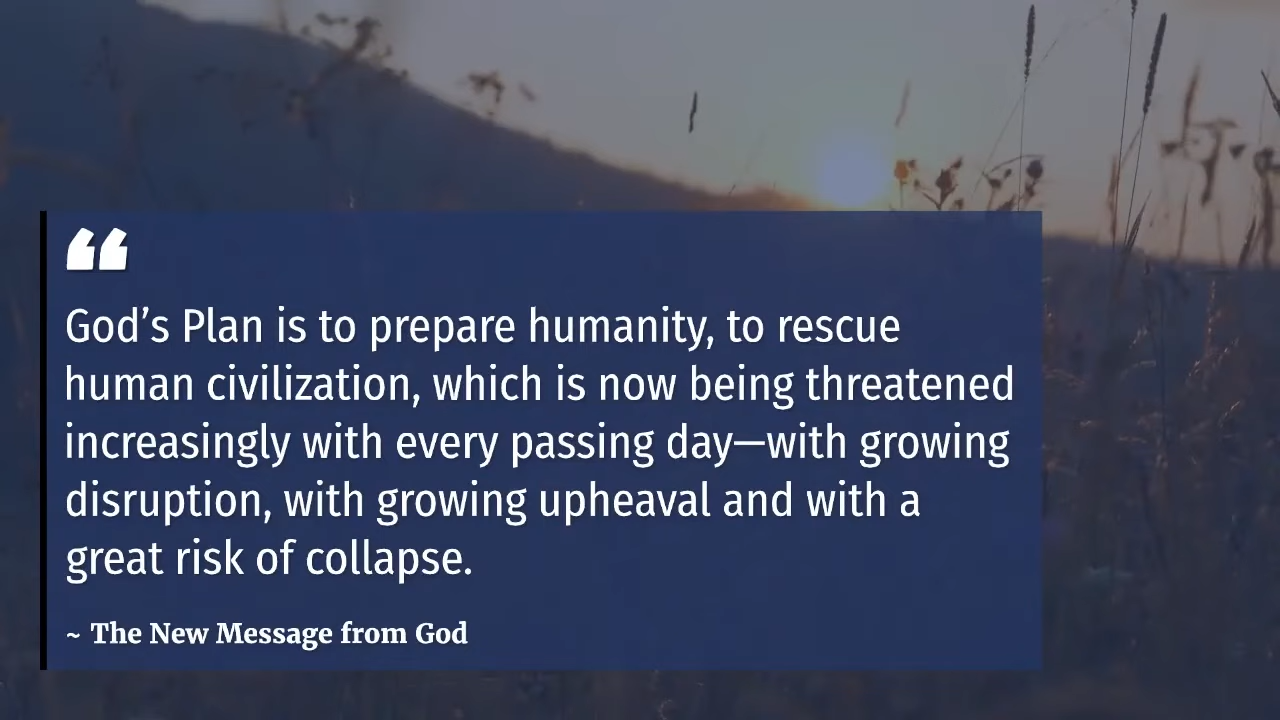 “
God’s Plan is to prepare humanity, to rescue
human civilization, which is now being threatened
increasingly with every passing day—with growing
disruption, with growing upheaval and with a
great risk of collapse.
~ The New Message from God